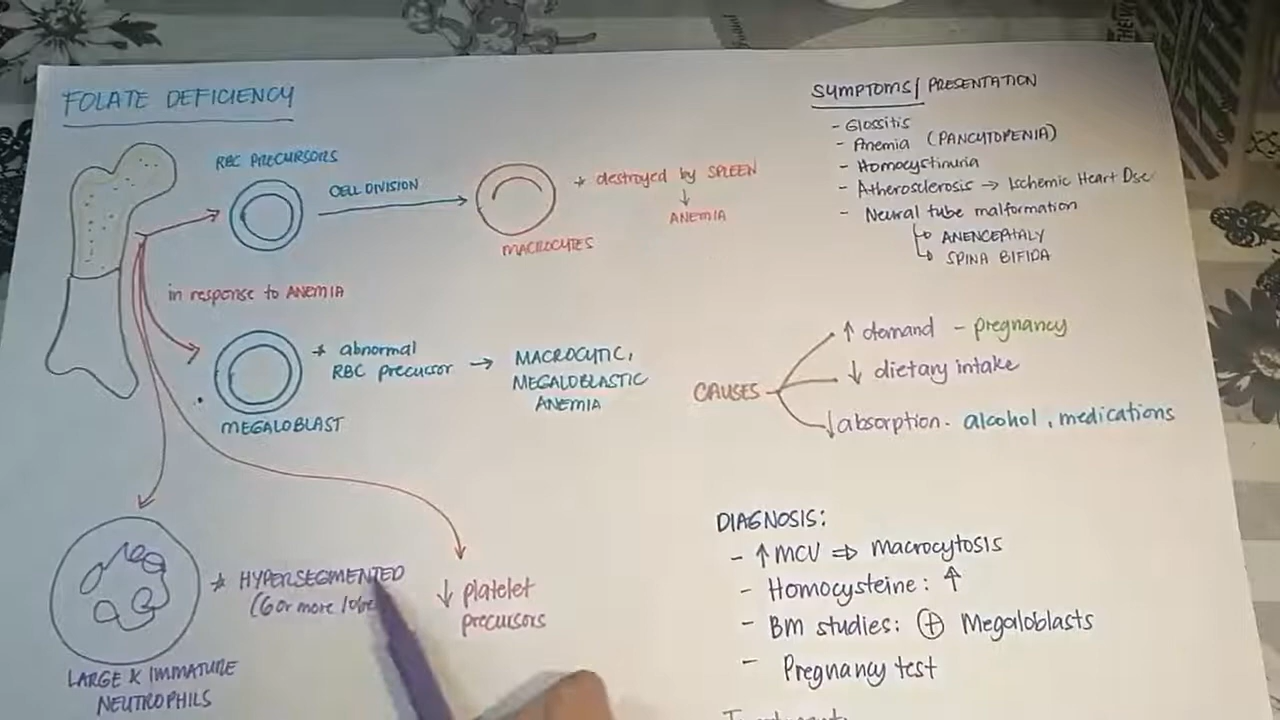 FOLATE DEFICIENCY
RBC PRECURSORS
CELL DIVISION
MACROCYTES
* destroyed by SPLEEN
↓
ANEMIA
in response to ANEMIA
MEGALOBLAST
* abnormal
RBC precursor →
MACROCYTIC,
MEGALOBLASTIC
ANEMIA
* HYPERSEGMENTED
(6 or more lobe
LARGE & IMMATURE
NEUTROPHILS
↓ platelet
precursors
SYMPTOMS/PRESENTATION
- Glossitis
- Anemia (PANCYTOPENIA)
- Homocystinuria
- Atherosclerosis → Ischemic Heart Dse
- Neural tube malformation
↳ ANENCEPHALY
↳ SPINA BIFIDA
CAUSES
↑ demand - pregnancy
↓ dietary intake
↓ absorption. alcohol, medications
DIAGNOSIS:
- ↑ MCV ⇒ Macrocytosis
- Homocysteine: ↑
- BM studies: ⊕ Megaloblasts
- Pregnancy test